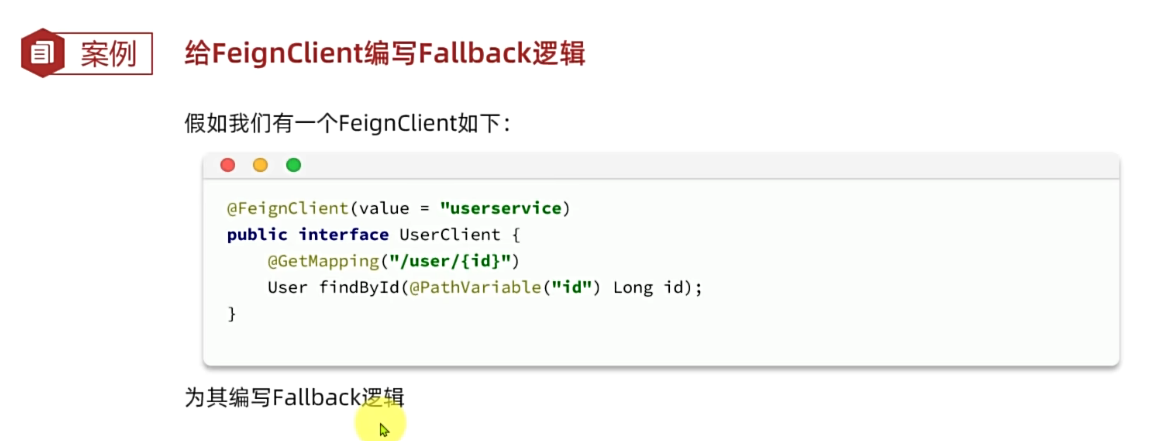 案例
给FeignClient编写Fallback逻辑
假如我们有一个FeignClient如下：
@FeignClient(value = "userservice)
public interface UserClient {
    @GetMapping("/user/{id}")
    User findById(@PathVariable("id") Long id);
}
为其编写Fallback逻辑